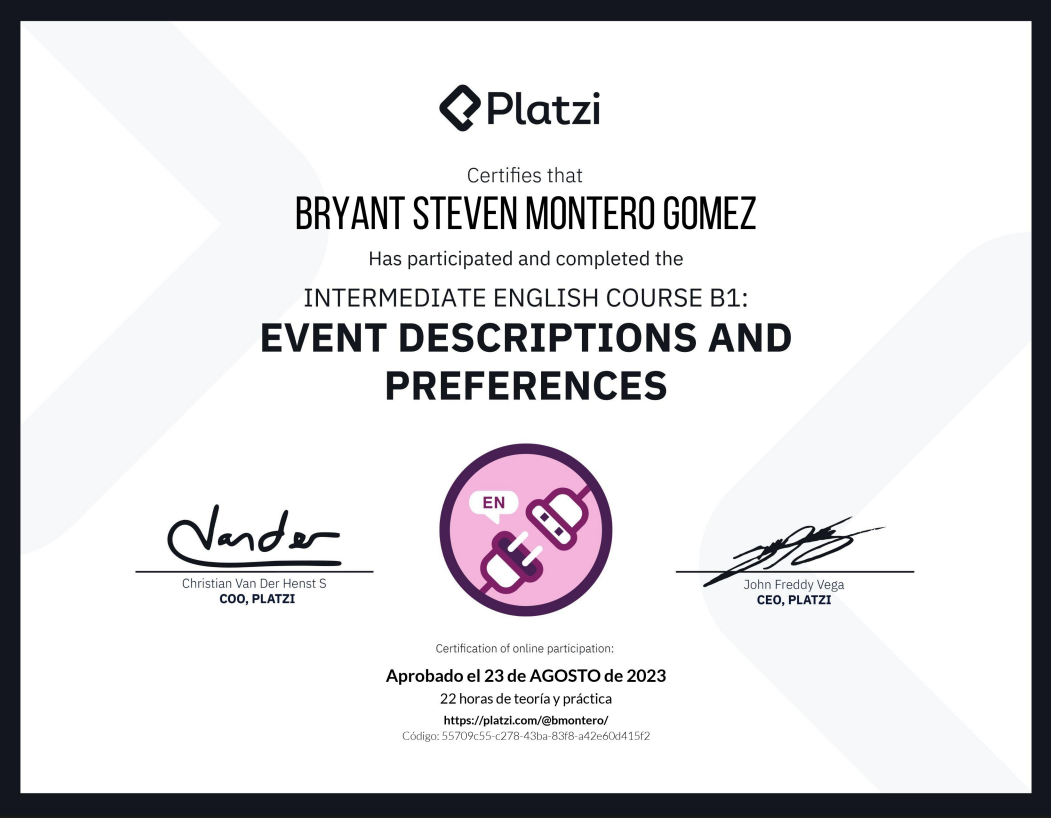 Platzi
Certifies that
BRYANT STEVEN MONTERO GOMEZ
Has participated and completed the
INTERMEDIATE ENGLISH COURSE B1:
EVENT DESCRIPTIONS AND
PREFERENCES
EN
Vander
Christian Van Der Henst S
COO, PLATZI
John Freddy Vega
CEO, PLATZI
Certification of online participation:
Aprobado el 23 de AGOSTO de 2023
22 horas de teoría y práctica
https://platzi.com/@bmontero/
Código: 55709c55-c278-43ba-83f8-a42e60d415f2